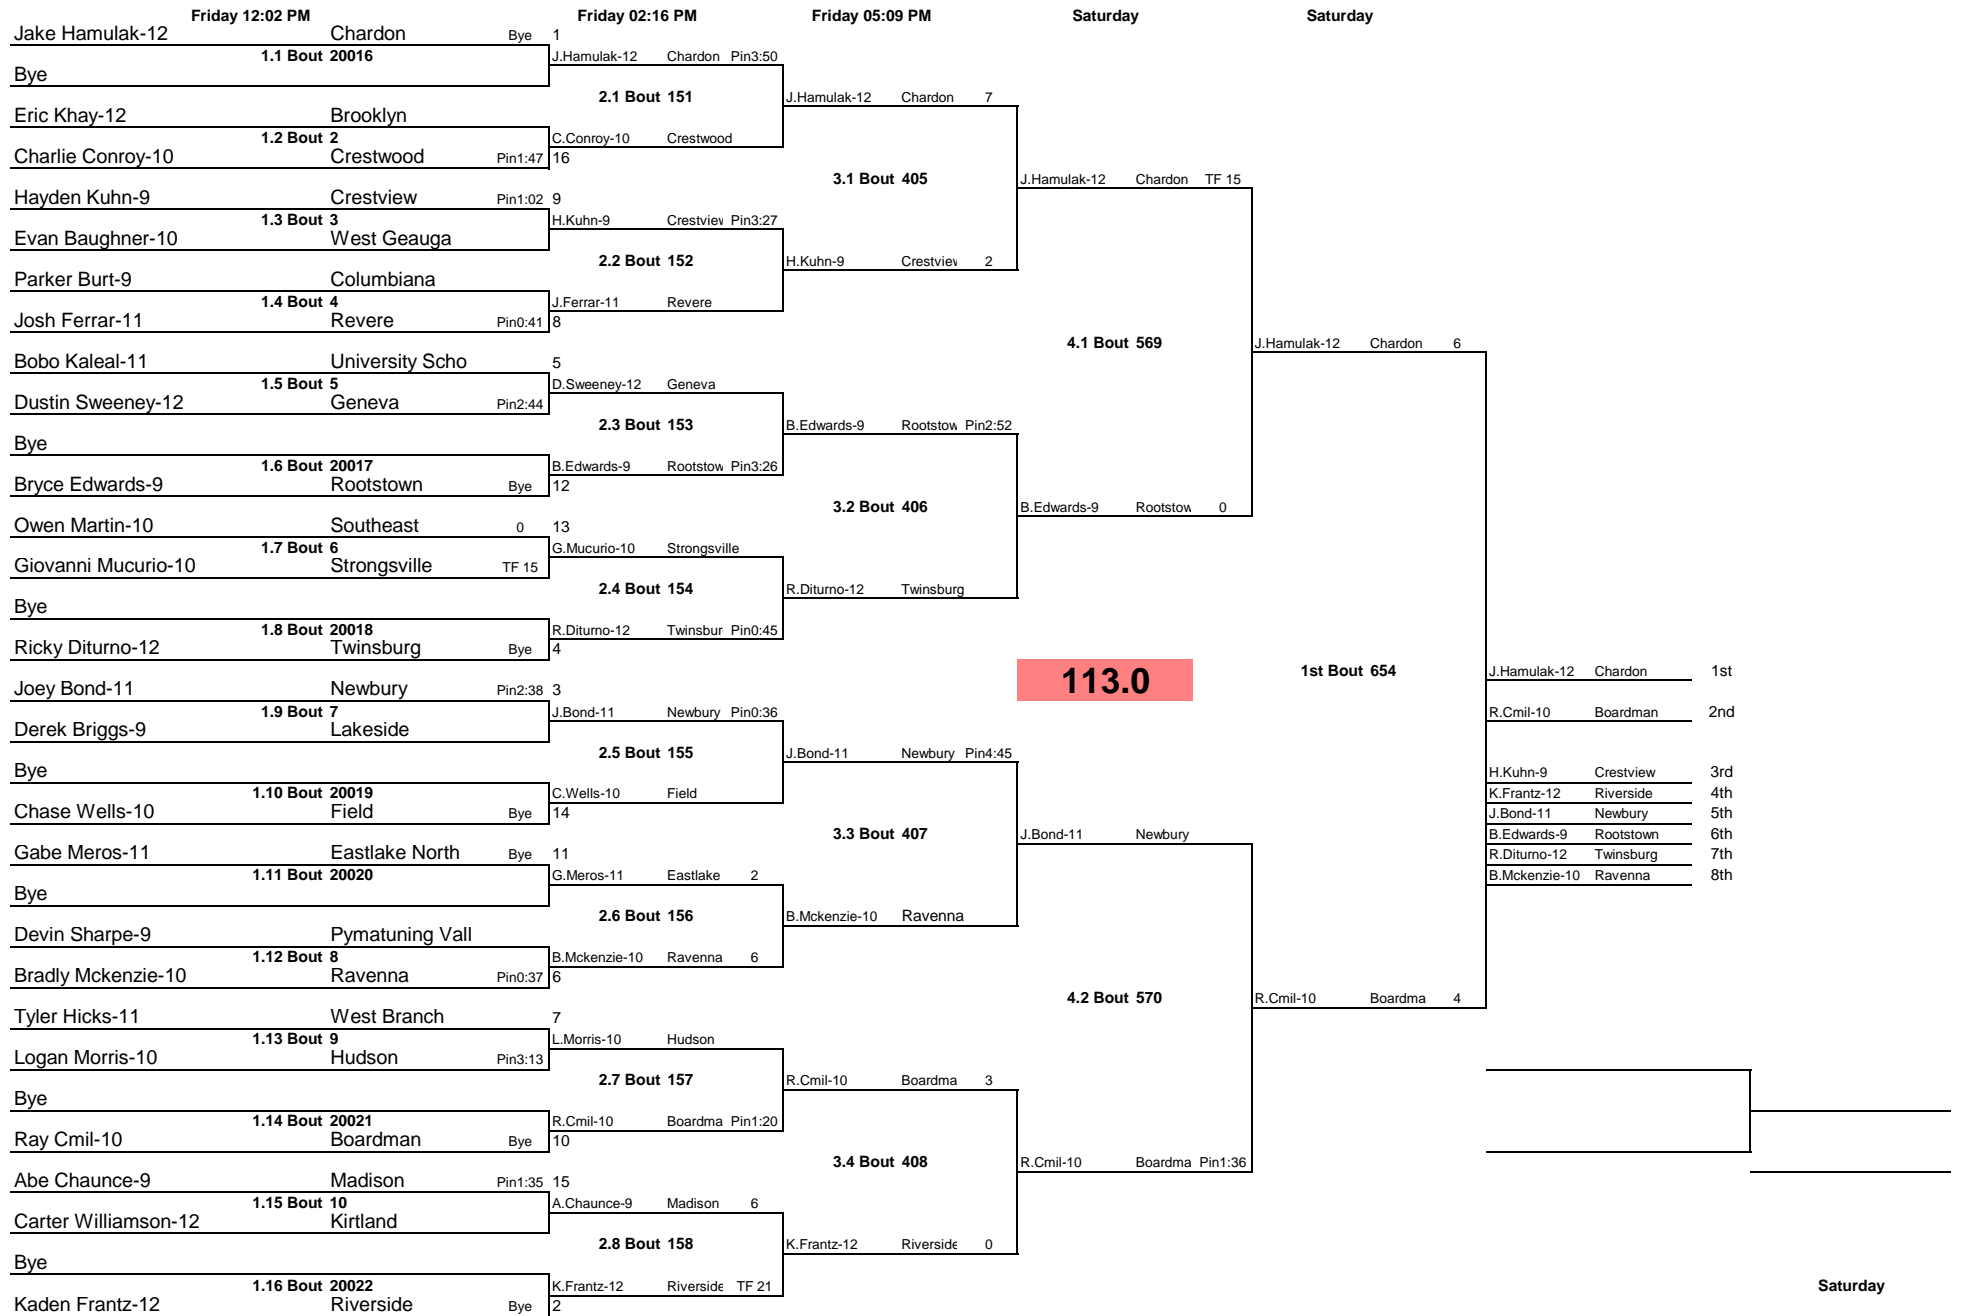 Friday 12:02 PM Friday 02:16 PM Friday 05:09 PM Saturday Saturday
Jake Hamulak-12 Chardon Bye 1
1.1 Bout 20016 J.Hamulak-12 Chardon Pin3:50
Bye
2.1 Bout 151 J.Hamulak-12 Chardon 7
Eric Khay-12 Brooklyn
1.2 Bout 2 C.Conroy-10 Crestwood
Charlie Conroy-10 Crestwood Pin1:47 16
3.1 Bout 405 J.Hamulak-12 Chardon TF 15
Hayden Kuhn-9 Crestview Pin1:02 9
1.3 Bout 3 H.Kuhn-9 Crestview Pin3:27
Evan Baughner-10 West Geauga
2.2 Bout 152 H.Kuhn-9 Crestview 2
Parker Burt-9 Columbiana
1.4 Bout 4 J.Ferrar-11 Revere
Josh Ferrar-11 Revere Pin0:41 8
4.1 Bout 569 J.Hamulak-12 Chardon 6
Bobo Kaleal-11 University Scho 5
1.5 Bout 5 D.Sweeney-12 Geneva
Dustin Sweeney-12 Geneva Pin2:44
2.3 Bout 153 B.Edwards-9 Rootstow Pin2:52
Bye
1.6 Bout 20017 B.Edwards-9 Rootstow Pin3:26
Bryce Edwards-9 Rootstown Bye 12
3.2 Bout 406 B.Edwards-9 Rootstow 0
Owen Martin-10 Southeast 0 13
1.7 Bout 6 G.Mucurio-10 Strongsville
Giovanni Mucurio-10 Strongsville TF 15
2.4 Bout 154 R.Diturno-12 Twinsburg
Bye
1.8 Bout 20018 R.Diturno-12 Twinsbur Pin0:45
Ricky Diturno-12 Twinsburg Bye 4
113.0 1st Bout 654 J.Hamulak-12 Chardon 1st
Joey Bond-11 Newbury Pin2:38 3
1.9 Bout 7 J.Bond-11 Newbury Pin0:36 R.Cmil-10 Boardman 2nd
Derek Briggs-9 Lakeside
2.5 Bout 155 J.Bond-11 Newbury Pin4:45
Bye H.Kuhn-9 Crestview 3rd
1.10 Bout 20019 C.Wells-10 Field K.Frantz-12 Riverside 4th
Chase Wells-10 Field Bye 14 J.Bond-11 Newbury 5th
3.3 Bout 407 J.Bond-11 Newbury B.Edwards-9 Rootstown 6th
Gabe Meros-11 Eastlake North Bye 11 R.Diturno-12 Twinsburg 7th
1.11 Bout 20020 G.Meros-11 Eastlake 2 B.Mckenzie-10 Ravenna 8th
Bye
2.6 Bout 156 B.Mckenzie-10 Ravenna
Devin Sharpe-9 Pymatuning Vall
1.12 Bout 8 B.Mckenzie-10 Ravenna 6
Bradly Mckenzie-10 Ravenna Pin0:37 6
4.2 Bout 570 R.Cmil-10 Boardma 4
Tyler Hicks-11 West Branch 7
1.13 Bout 9 L.Morris-10 Hudson
Logan Morris-10 Hudson Pin3:13
2.7 Bout 157 R.Cmil-10 Boardma 3
Bye
1.14 Bout 20021 R.Cmil-10 Boardma Pin1:20
Ray Cmil-10 Boardman Bye 10
3.4 Bout 408 R.Cmil-10 Boardma Pin1:36
Abe Chaunce-9 Madison Pin1:35 15
1.15 Bout 10 A.Chaunce-9 Madison 6
Carter Williamson-12 Kirtland
2.8 Bout 158 K.Frantz-12 Riverside 0
Bye
1.16 Bout 20022 K.Frantz-12 Riverside TF 21 Saturday
Kaden Frantz-12 Riverside Bye 2